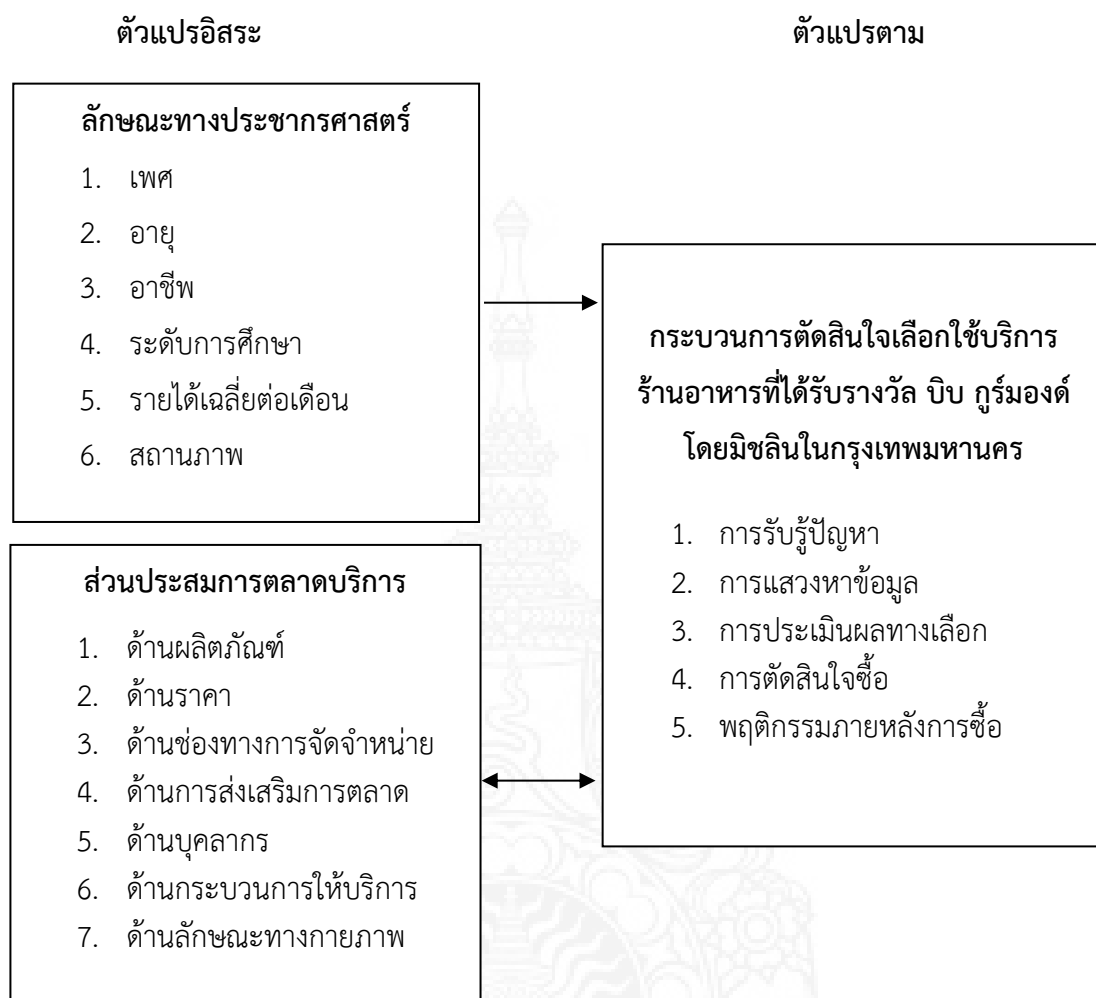 ตัวแปรอิสระ
ตัวแปรตาม
ลักษณะทางประชากรศาสตร์
1. เพศ
2. อายุ
3. อาชีพ
4. ระดับการศึกษา
5. รายได้เฉลี่ยต่อเดือน
6. สถานภาพ
ส่วนประสมการตลาดบริการ
1. ด้านผลิตภัณฑ์
2. ด้านราคา
3. ด้านช่องทางการจัดจำหน่าย
4. ด้านการส่งเสริมการตลาด
5. ด้านบุคลากร
6. ด้านกระบวนการให้บริการ
7. ด้านลักษณะทางกายภาพ
กระบวนการตัดสินใจเลือกใช้บริการ
ร้านอาหารที่ได้รับรางวัล บิบ กูร์มองด์
โดยมิชลินในกรุงเทพมหานคร
1. การรับรู้ปัญหา
2. การแสวงหาข้อมูล
3. การประเมินผลทางเลือก
4. การตัดสินใจซื้อ
5. พฤติกรรมภายหลังการซื้อ